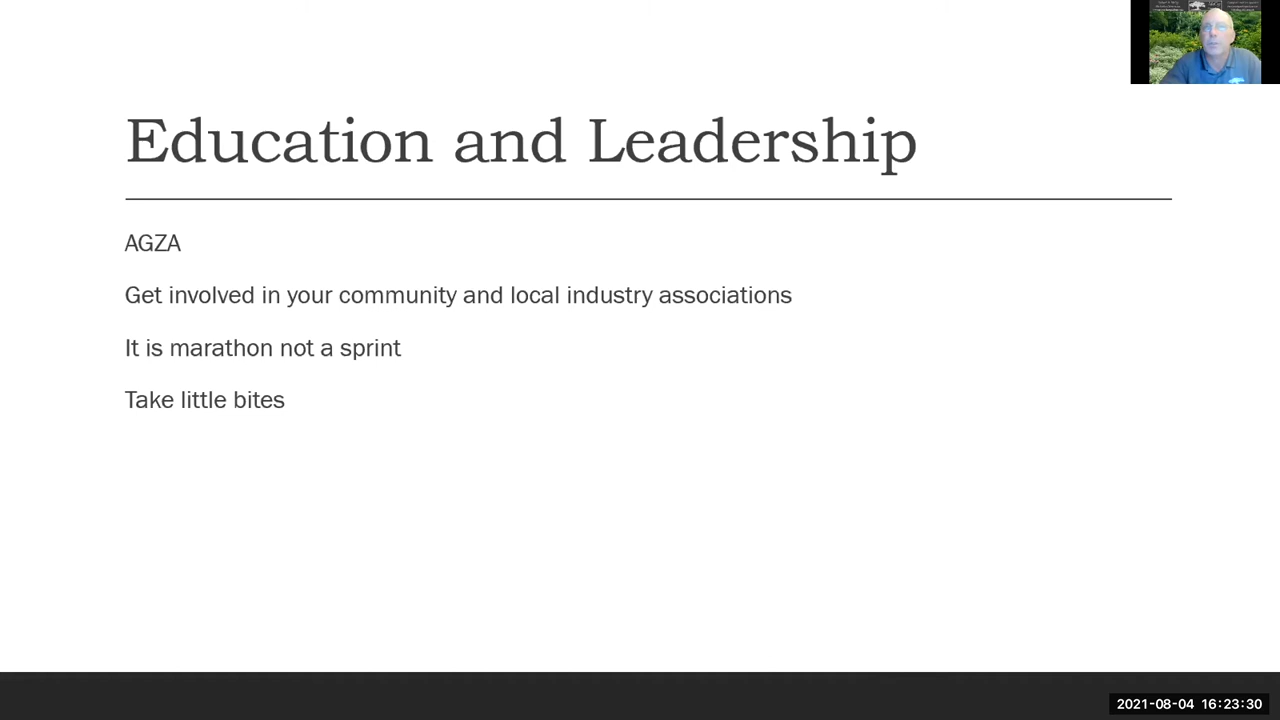 Education and Leadership
AGZA
Get involved in your community and local industry associations
It is marathon not a sprint
Take little bites
2021-08-04 16:23:30